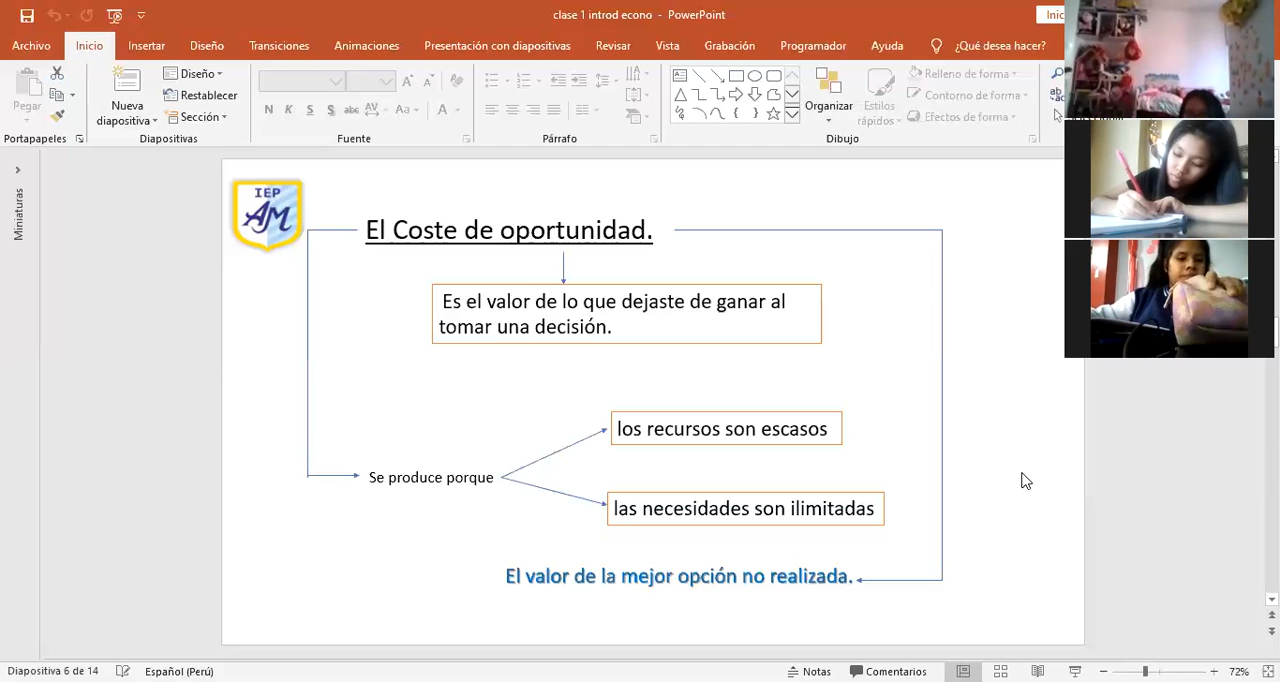 clase 1 introd econo - PowerPoint
Inic
Archivo
Inicio
Insertar
Diseño
Transiciones
Animaciones
Presentación con diapositivas
Revisar
Vista
Grabación
Programador
Ayuda
¿Qué desea hacer?
Pegar
Nueva
diapositiva
Diseño
Restablecer
Sección
N K S S abc AV Aa A
Organizar
Estilos
rápidos
Relleno de forma
Contorno de forma
Efectos de forma
Portapapeles
Diapositivas
Fuente
Párrafo
Dibujo
Miniaturas
IEP
AM
El Coste de oportunidad.
Es el valor de lo que dejaste de ganar al
tomar una decisión.
los recursos son escasos
Se produce porque
las necesidades son ilimitadas
El valor de la mejor opción no realizada.
Diapositiva 6 de 14
Español (Perú)
Notas
Comentarios
72%